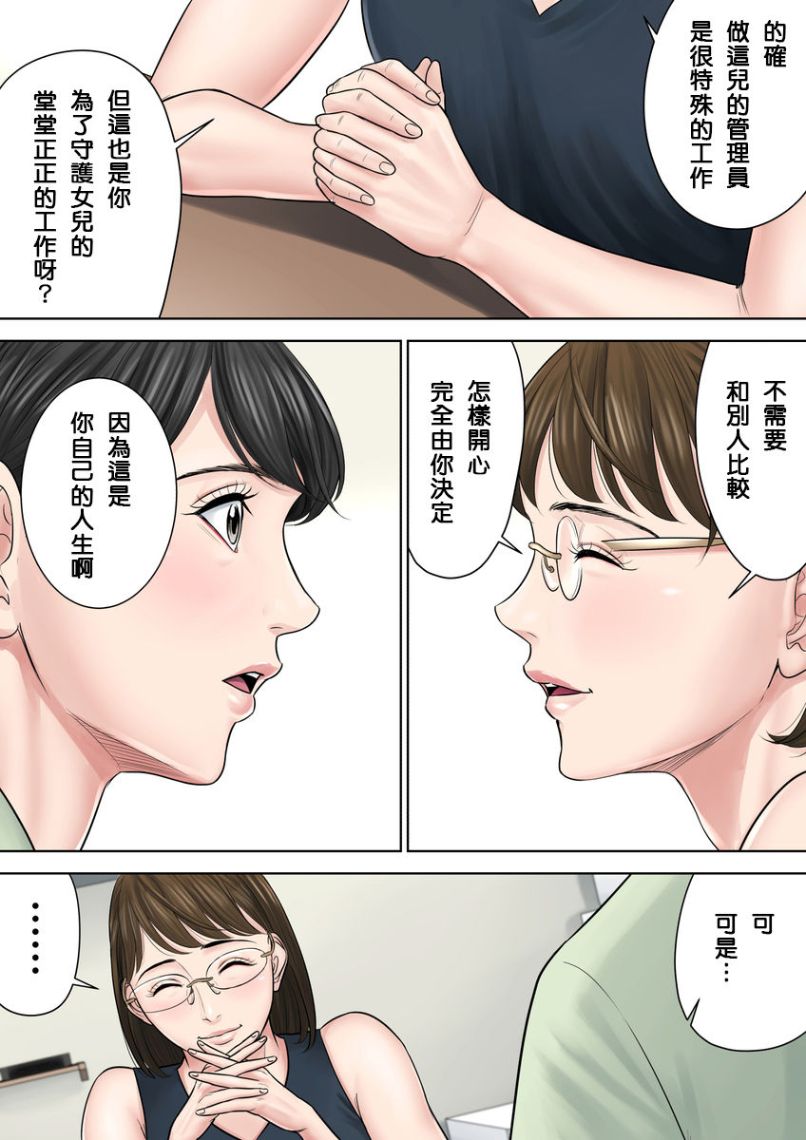 的確
做這兒的管理員
是很特殊的工作
但這也是你
為了守護女兒的
堂堂正正的工作呀？
不需要
和別人比較
怎樣開心
完全由你決定
因為這是
你自己的人生啊
可
可是…
……